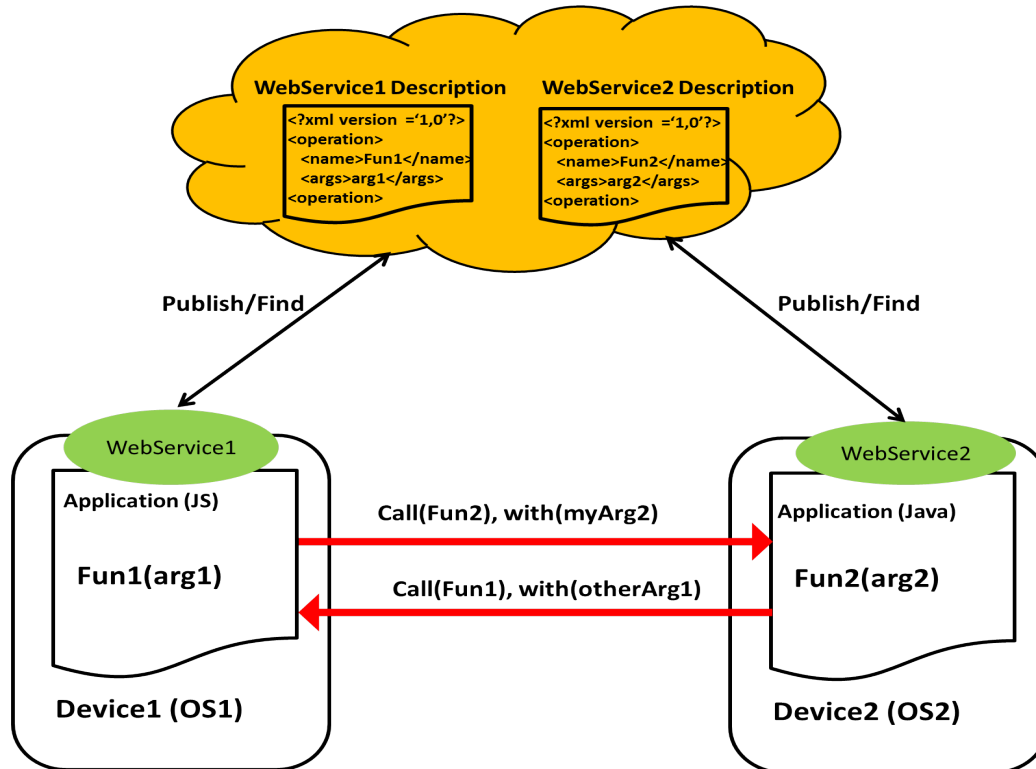 WebService1 Description
<?xml version ='1,0'?>
<operation>
<name>Fun1</name>
<args>arg1</args>
<operation>
WebService2 Description
<?xml version ='1,0'?>
<operation>
<name>Fun2</name>
<args>arg2</args>
<operation>
Publish/Find
Publish/Find
WebService1
Application (JS)
Fun1(arg1)
Device1 (OS1)
Call(Fun2), with(myArg2)
Call(Fun1), with(otherArg1)
WebService2
Application (Java)
Fun2(arg2)
Device2 (OS2)